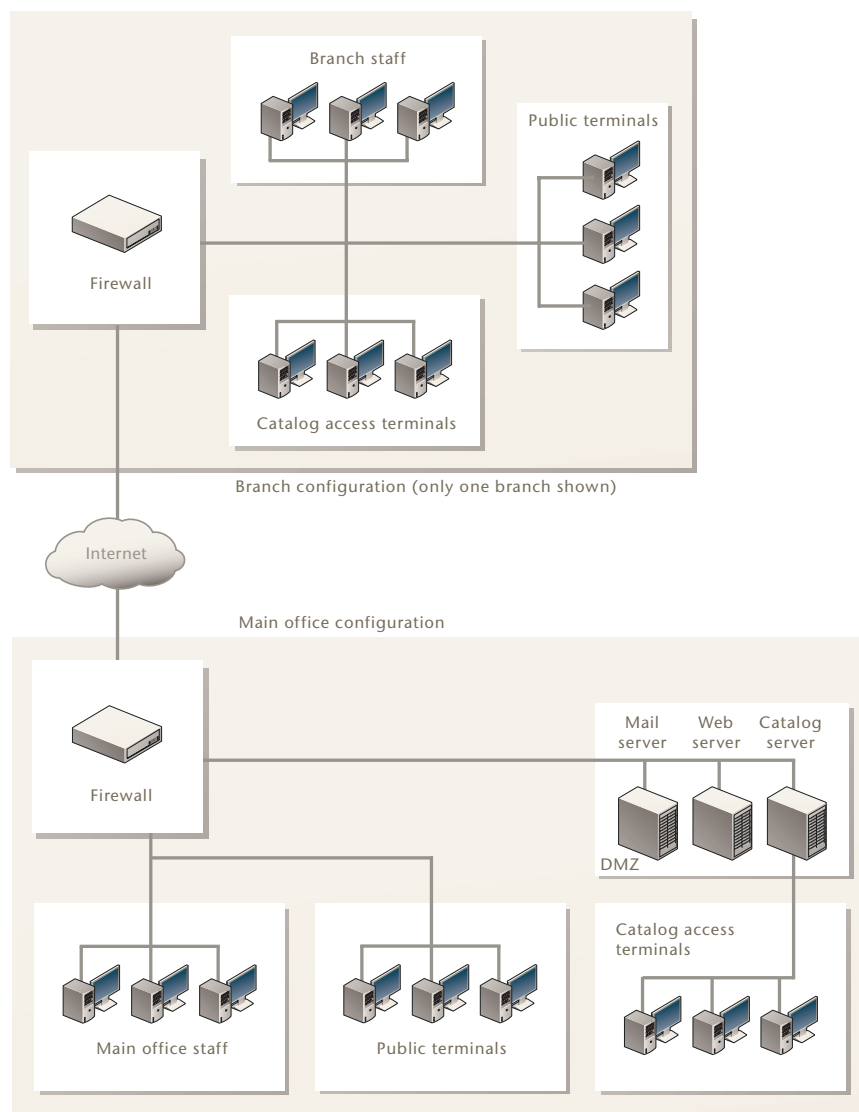 Branch staff
Public terminals
Firewall
Catalog access terminals
Branch configuration (only one branch shown)
Internet
Main office configuration
Mail
server
Web
server
Catalog
server
Firewall
DMZ
Catalog access
terminals
Main office staff
Public terminals